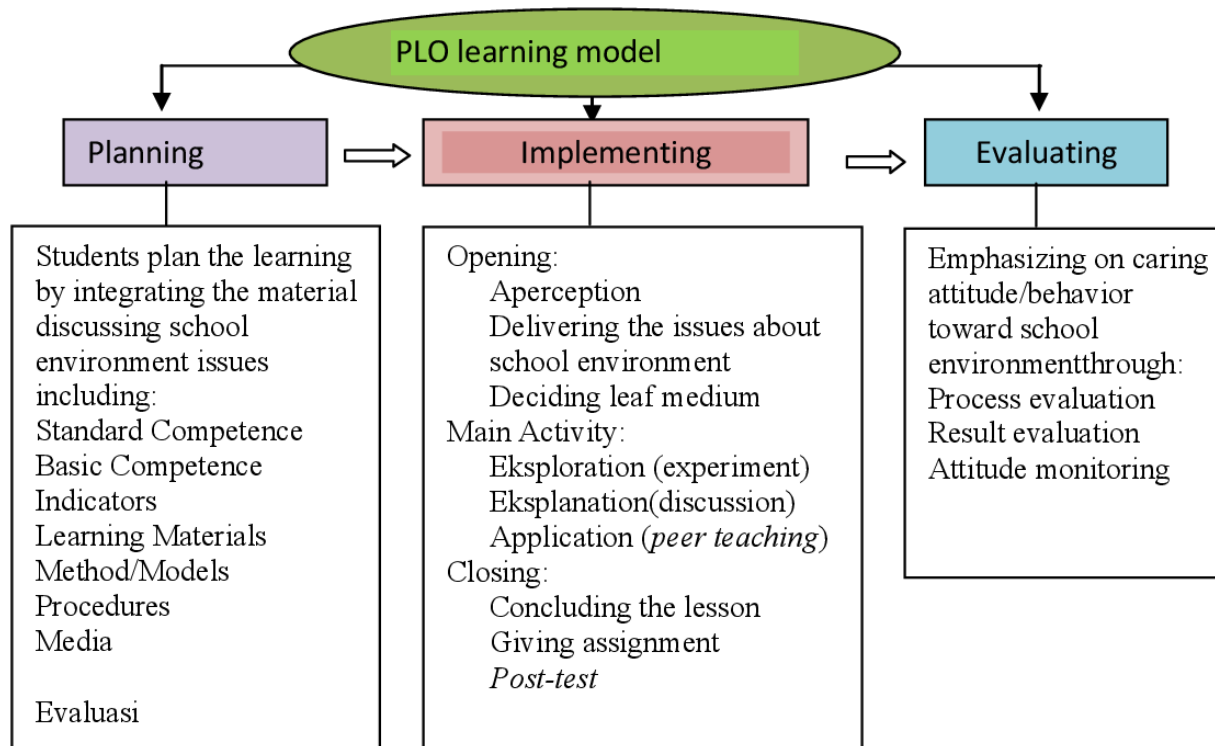 PLO learning model
Planning
Implementing
Evaluating
Students plan the learning
by integrating the material
discussing school
environment issues
including:
Standard Competence
Basic Competence
Indicators
Learning Materials
Method/Models
Procedures
Media
Evaluasi
Opening:
Aperception
Delivering the issues about
school environment
Deciding leaf medium
Main Activity:
Eksploration (experiment)
Eksplanation(discussion)
Application (peer teaching)
Closing:
Concluding the lesson
Giving assignment
Post-test
Emphasizing on caring
attitude/behavior
toward school
environmentthrough:
Process evaluation
Result evaluation
Attitude monitoring